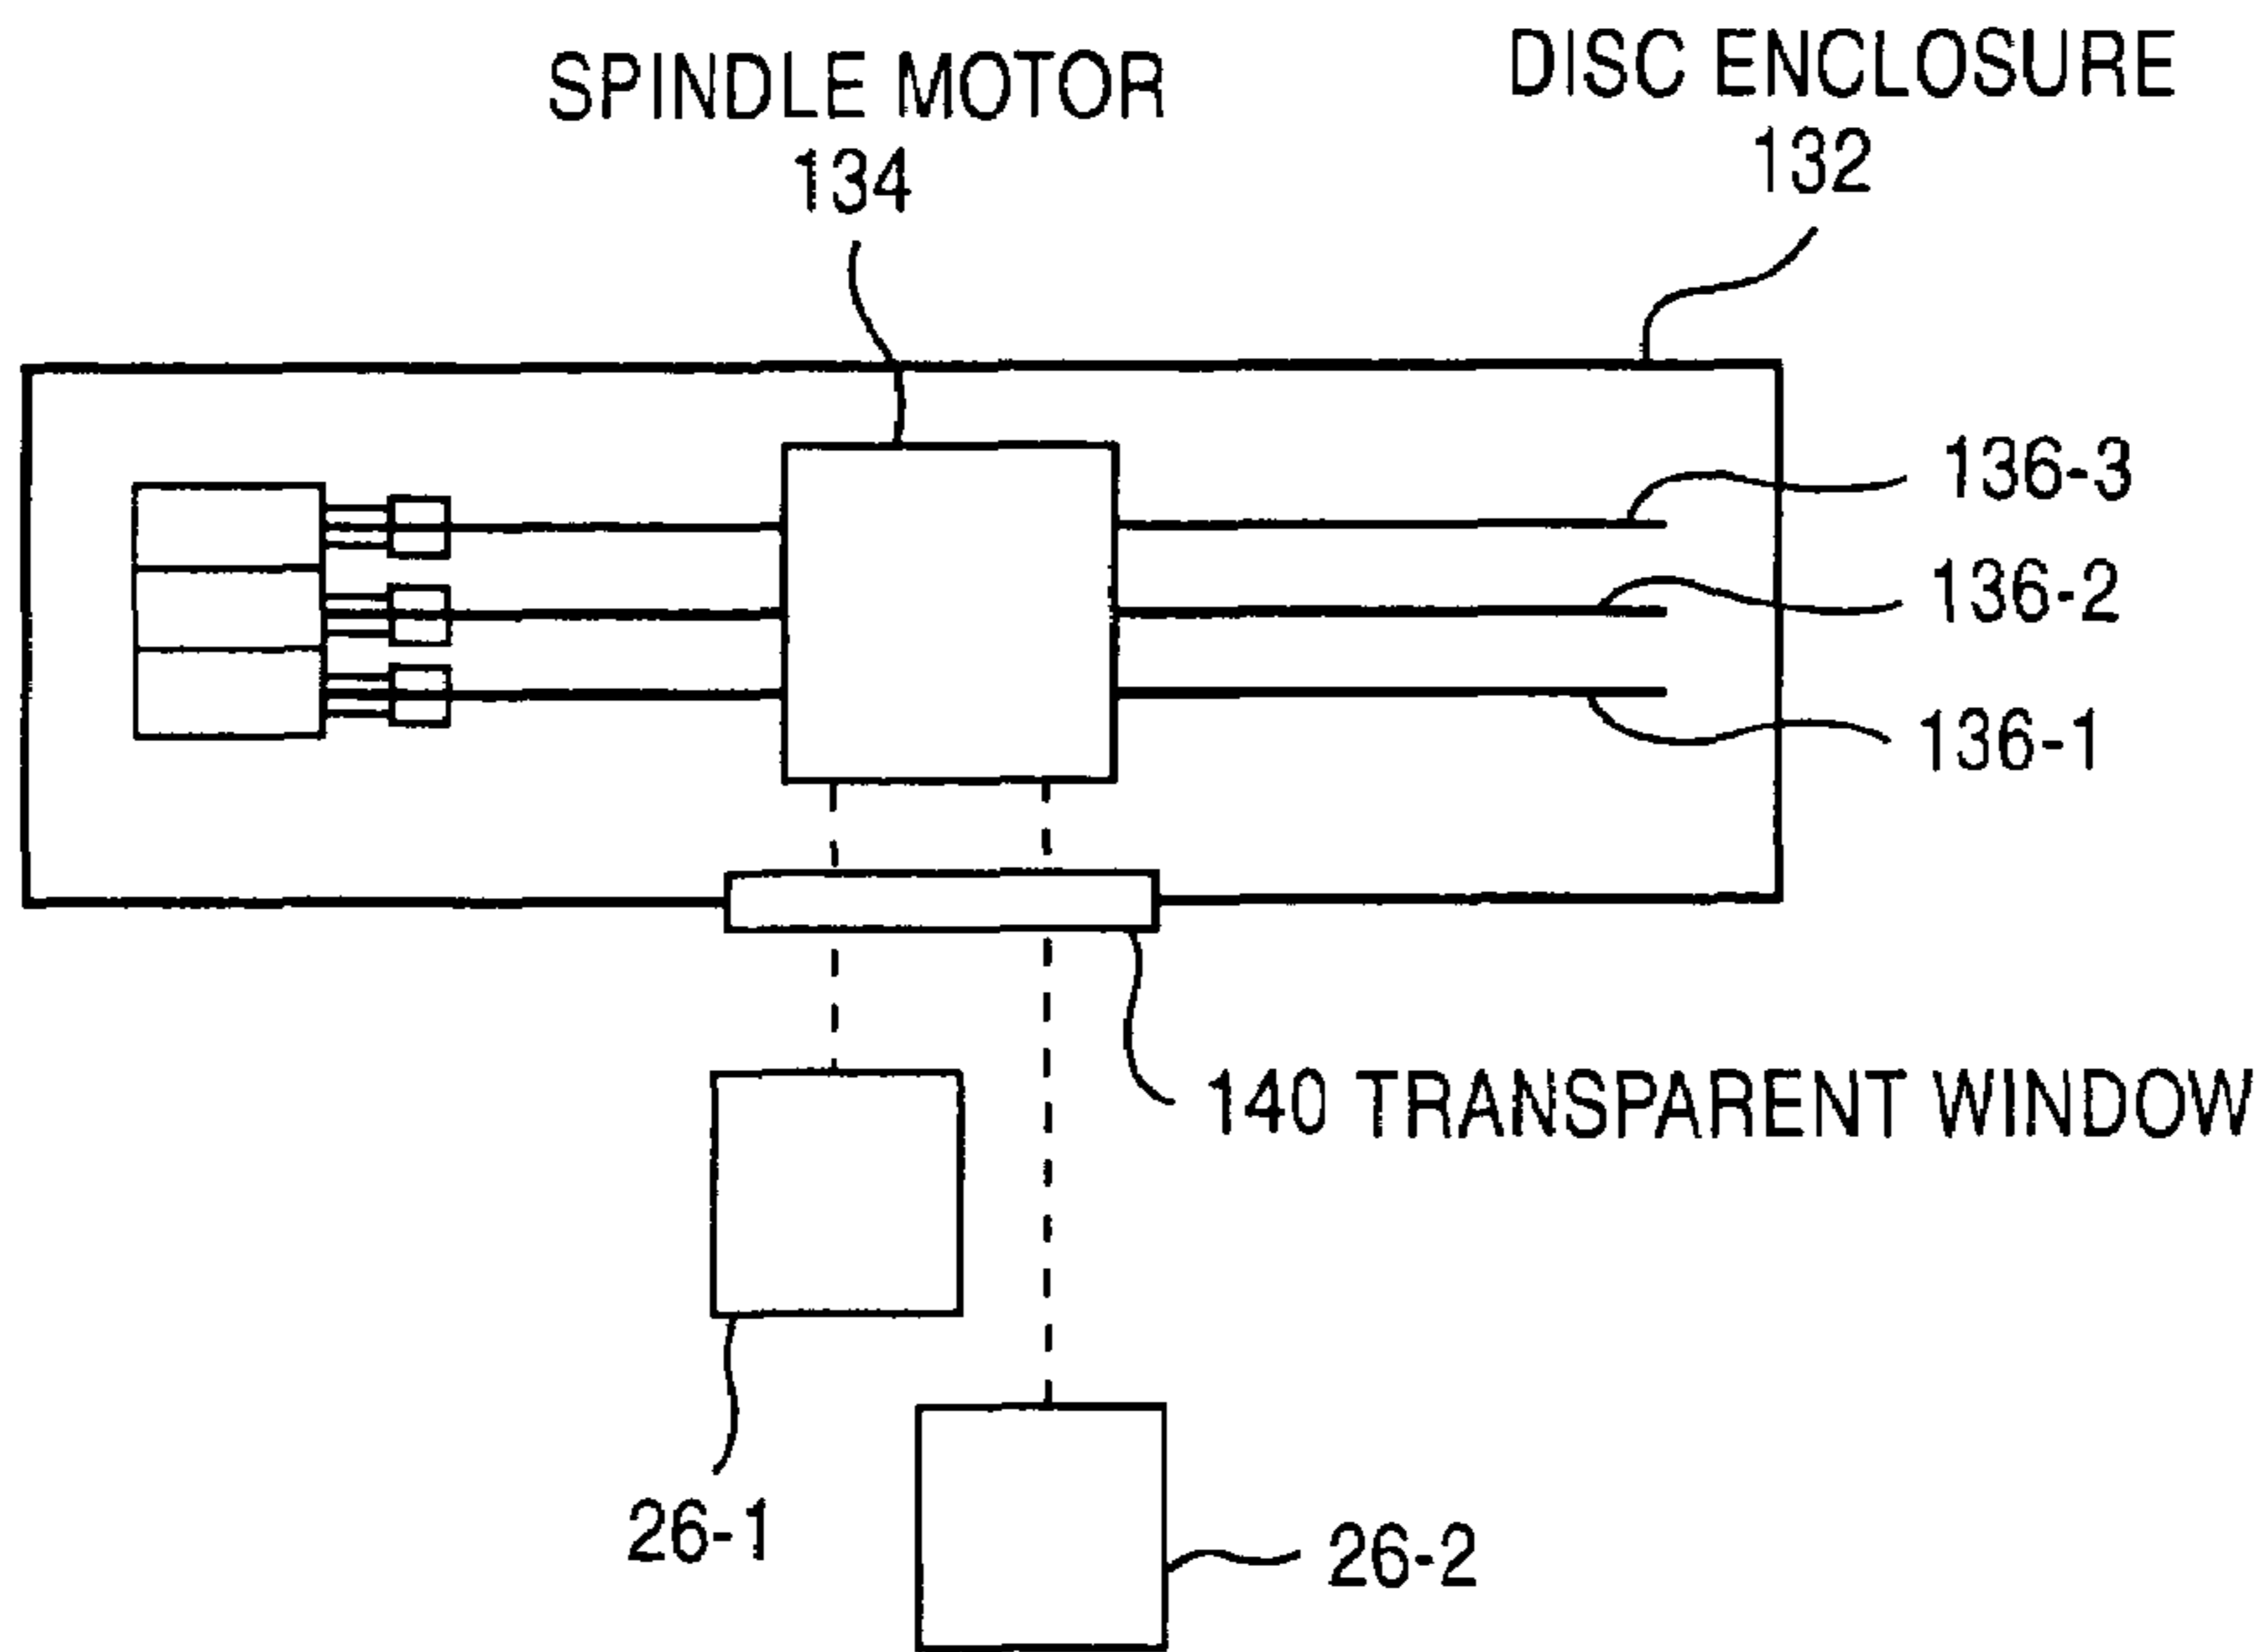 SPINDLE MOTOR
134
DISC ENCLOSURE
132
136-3
136-2
136-1
140 TRANSPARENT WINDOW
26-1
26-2